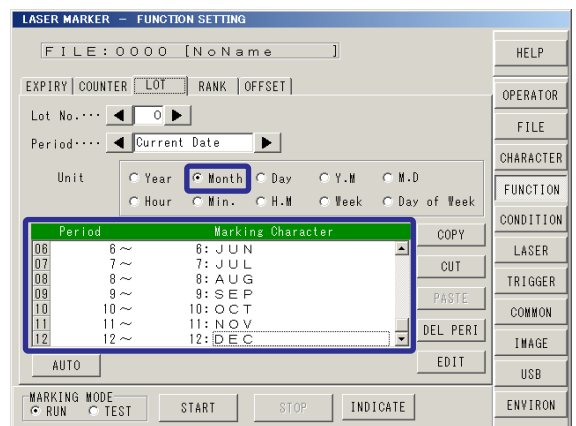 LASER MARKER － FUNCTION SETTING
FILE:0000 [NoName ]
HELP
EXPIRY COUNTER LOT RANK OFFSET
OPERATOR
Lot No.･･･ 0
FILE
Period････ Current Date
CHARACTER
Unit Year Month Day Y.M M.D
FUNCTION
Hour Min. H.M Week Day of Week
CONDITION
Period Marking Character COPY
06 6～ 6:ＪＵＮ
LASER
07 7～ 7:ＪＵＬ CUT
08 8～ 8:ＡＵＧ
TRIGGER
09 9～ 9:ＳＥＰ PASTE
10 10～ 10:ＯＣＴ
COMMON
11 11～ 11:ＮＯＶ DEL PERI
12 12～ 12:ＤＥＣ
IMAGE
AUTO EDIT
USB
MARKING MODE
RUN TEST START STOP INDICATE
ENVIRON